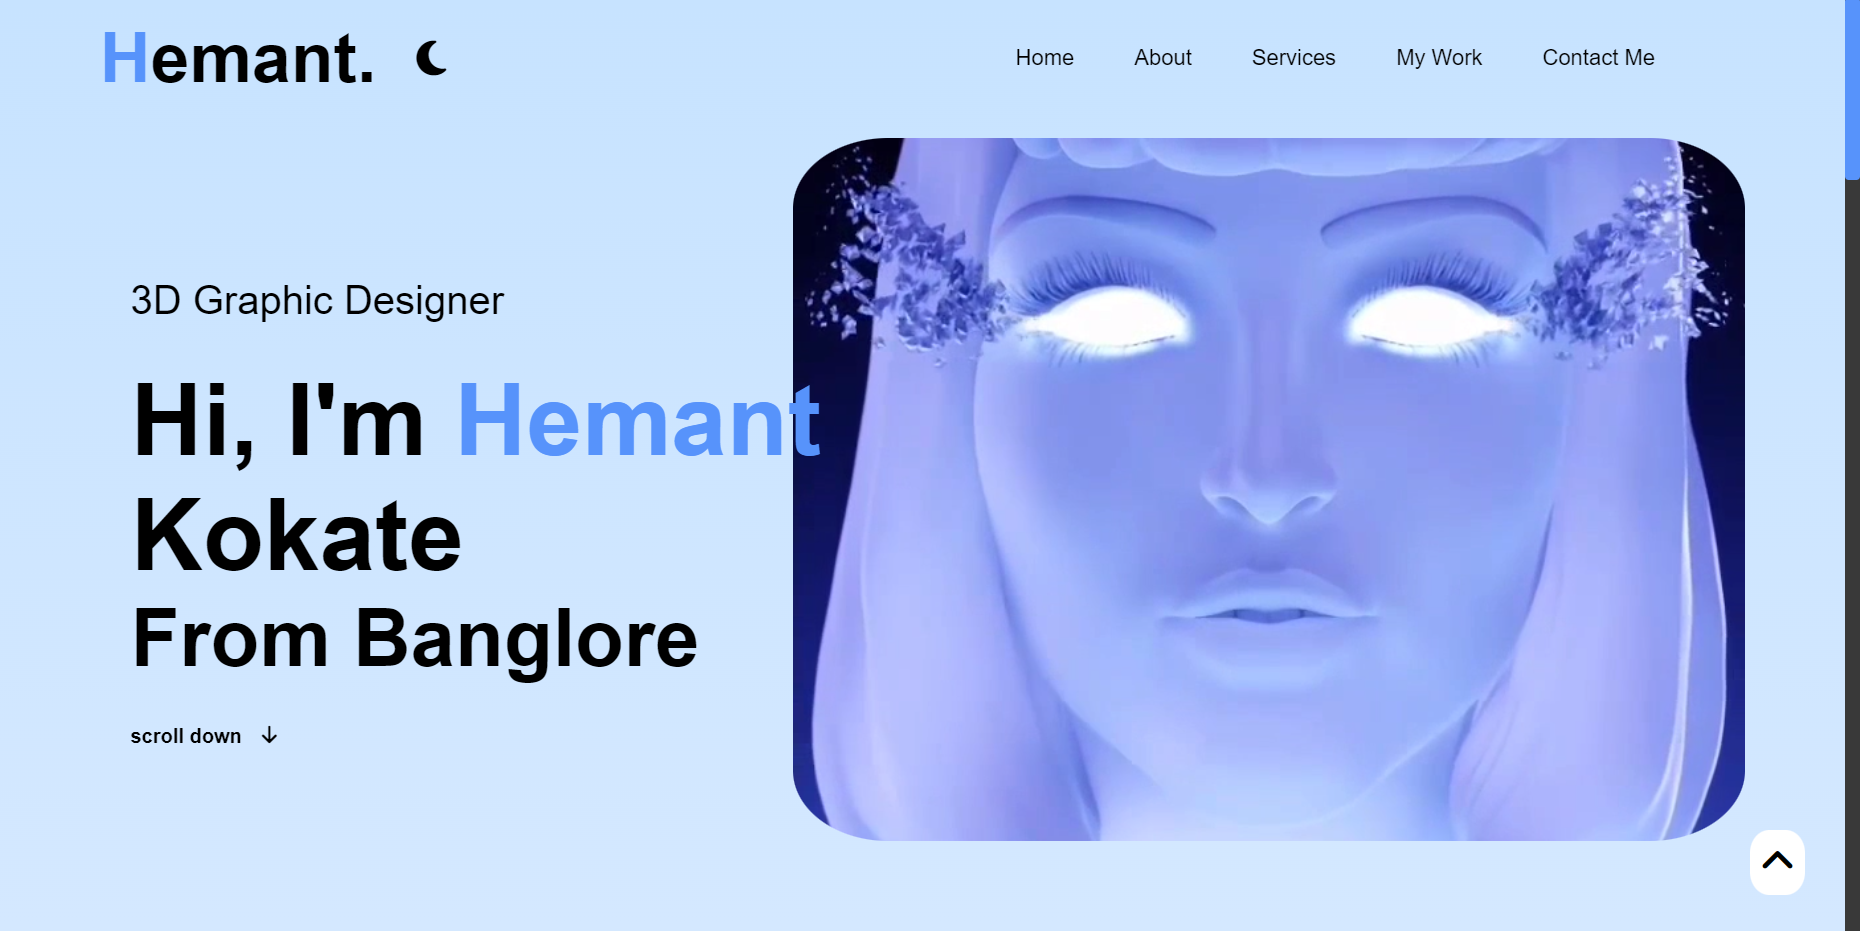 Hemant.
Home About Services My Work Contact Me
3D Graphic Designer
Hi, I'm Hemant
Kokate
From Banglore
scroll down